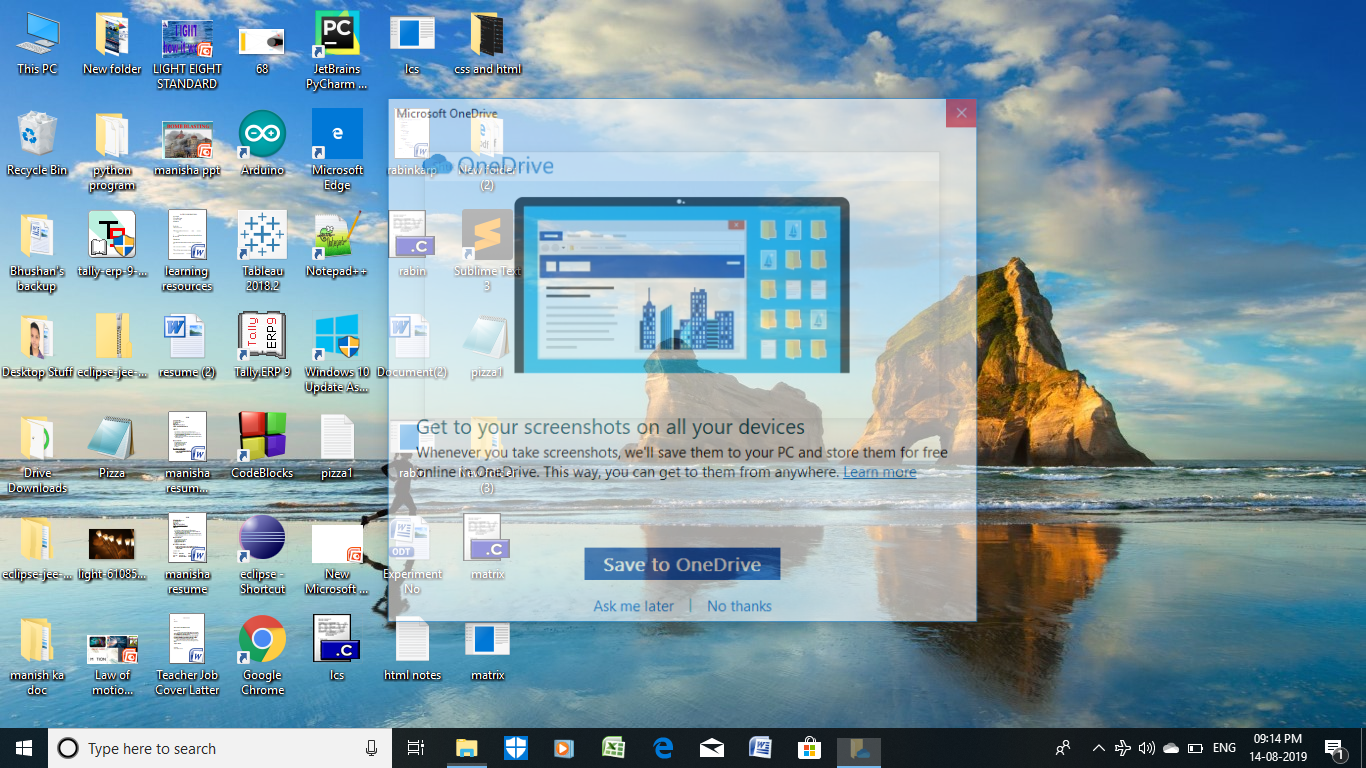 This PC
New folder
LIGHT EIGHT
STANDARD
68
JetBrains
PyCharm ...
lcs
css and html
Recycle Bin
python
program
manisha ppt
Arduino
Microsoft
Edge
rabinkarp
New folder
(2)
Bhushan's
backup
tally-erp-9-...
learning
resources
Tableau
2018.2
Notepad++
rabin
Sublime Text
3
Desktop Stuff
eclipse-jee-...
resume (2)
Tally.ERP 9
Windows 10
Update As...
Document(2)
pizza1
Drive
Downloads
Pizza
manisha
resum...
CodeBlocks
pizza1
(3)
eclipse-jee-...
light-61085...
manisha
resume
eclipse -
Shortcut
New
Microsoft ...
Experiment
No
matrix
manish ka
doc
Law of
motio...
Teacher Job
Cover Latter
Google
Chrome
lcs
html notes
matrix
Microsoft OneDrive
OneDrive
Get to your screenshots on all your devices
Whenever you take screenshots, we'll save them to your PC and store them for free
online in OneDrive. This way, you can get to them from anywhere. Learn more
Save to OneDrive
Ask me later | No thanks
Type here to search
ENG
09:14 PM
14-08-2019
1